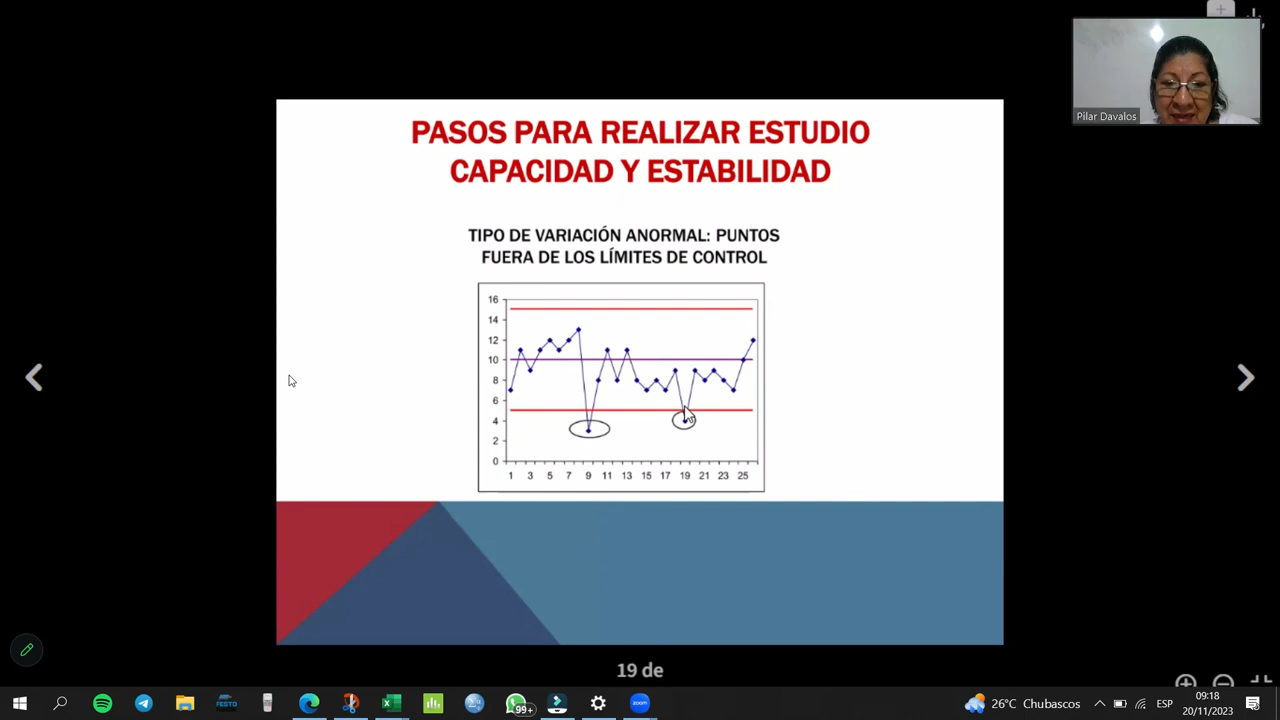 Pilar Davalos
PASOS PARA REALIZAR ESTUDIO
CAPACIDAD Y ESTABILIDAD
TIPO DE VARIACIÓN ANORMAL: PUNTOS
FUERA DE LOS LÍMITES DE CONTROL
16
14
12
10
8
6
4
2
0
1 3 5 7 9 11 13 15 17 19 21 23 25
19 de
FESTO
99+
zoom
26°C Chubascos
ESP
09:18
20/11/2023